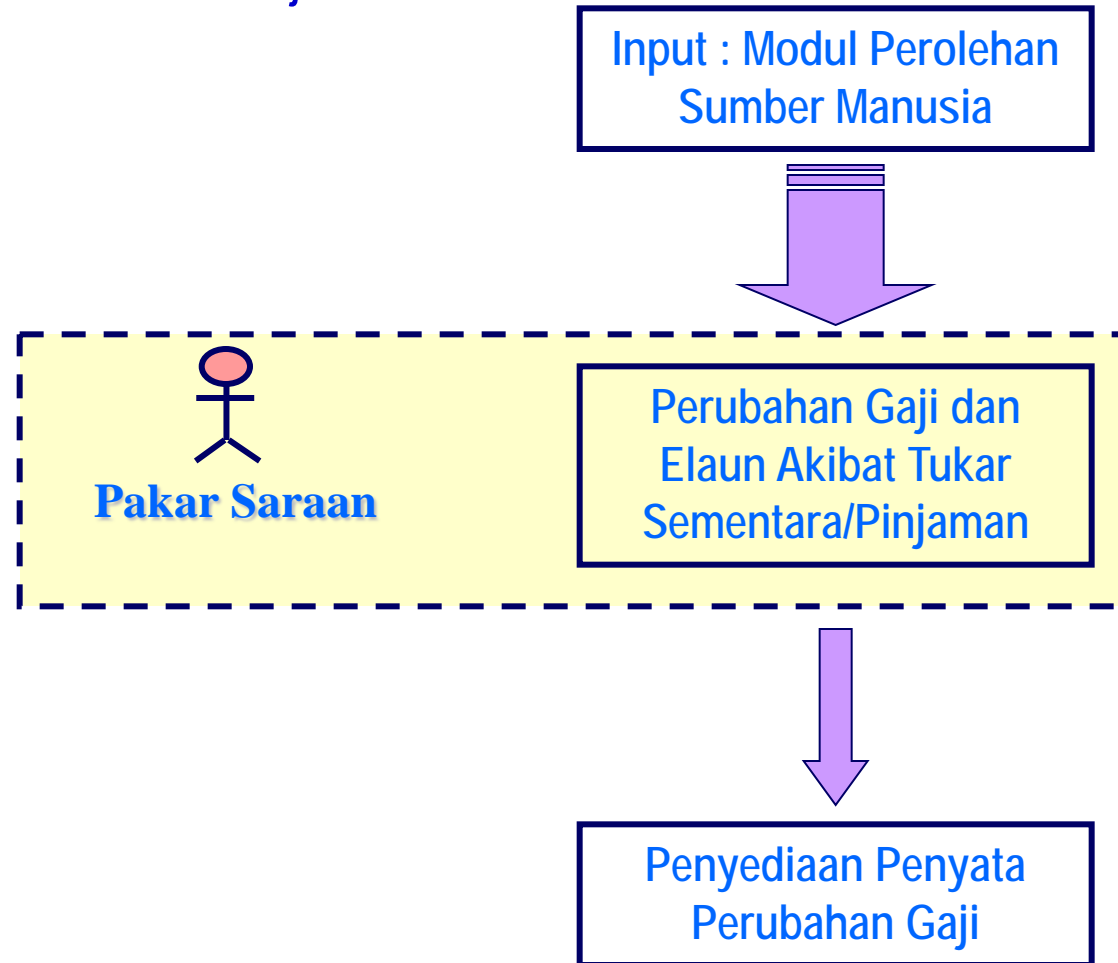 Input : Modul Perolehan
Sumber Manusia
Pakar Saraan
Perubahan Gaji dan
Elaun Akibat Tukar
Sementara/Pinjaman
Penyediaan Penyata
Perubahan Gaji